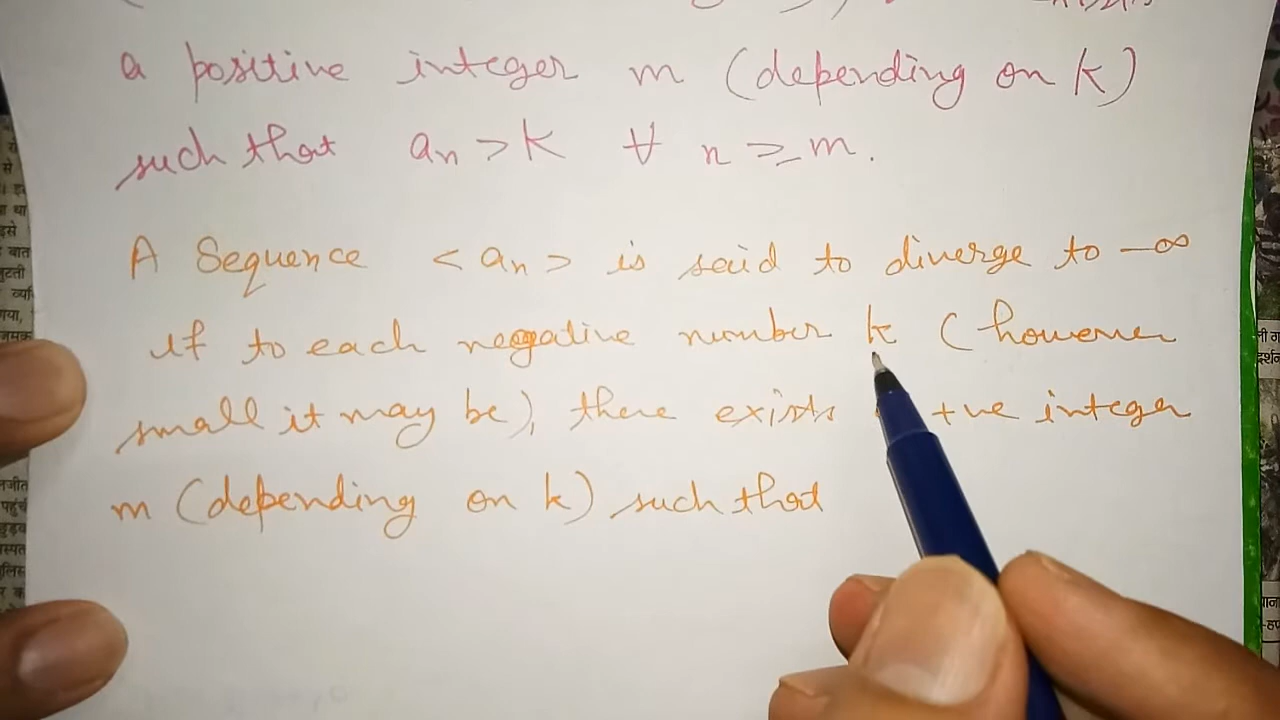 a positive integer m (depending on k)
such that an > k ∀ n ≥ m.
A Sequence < an > is said to diverge to -∞
if to each negative number k (however
small it may be), there exists +ve integer
m (depending on k) such that